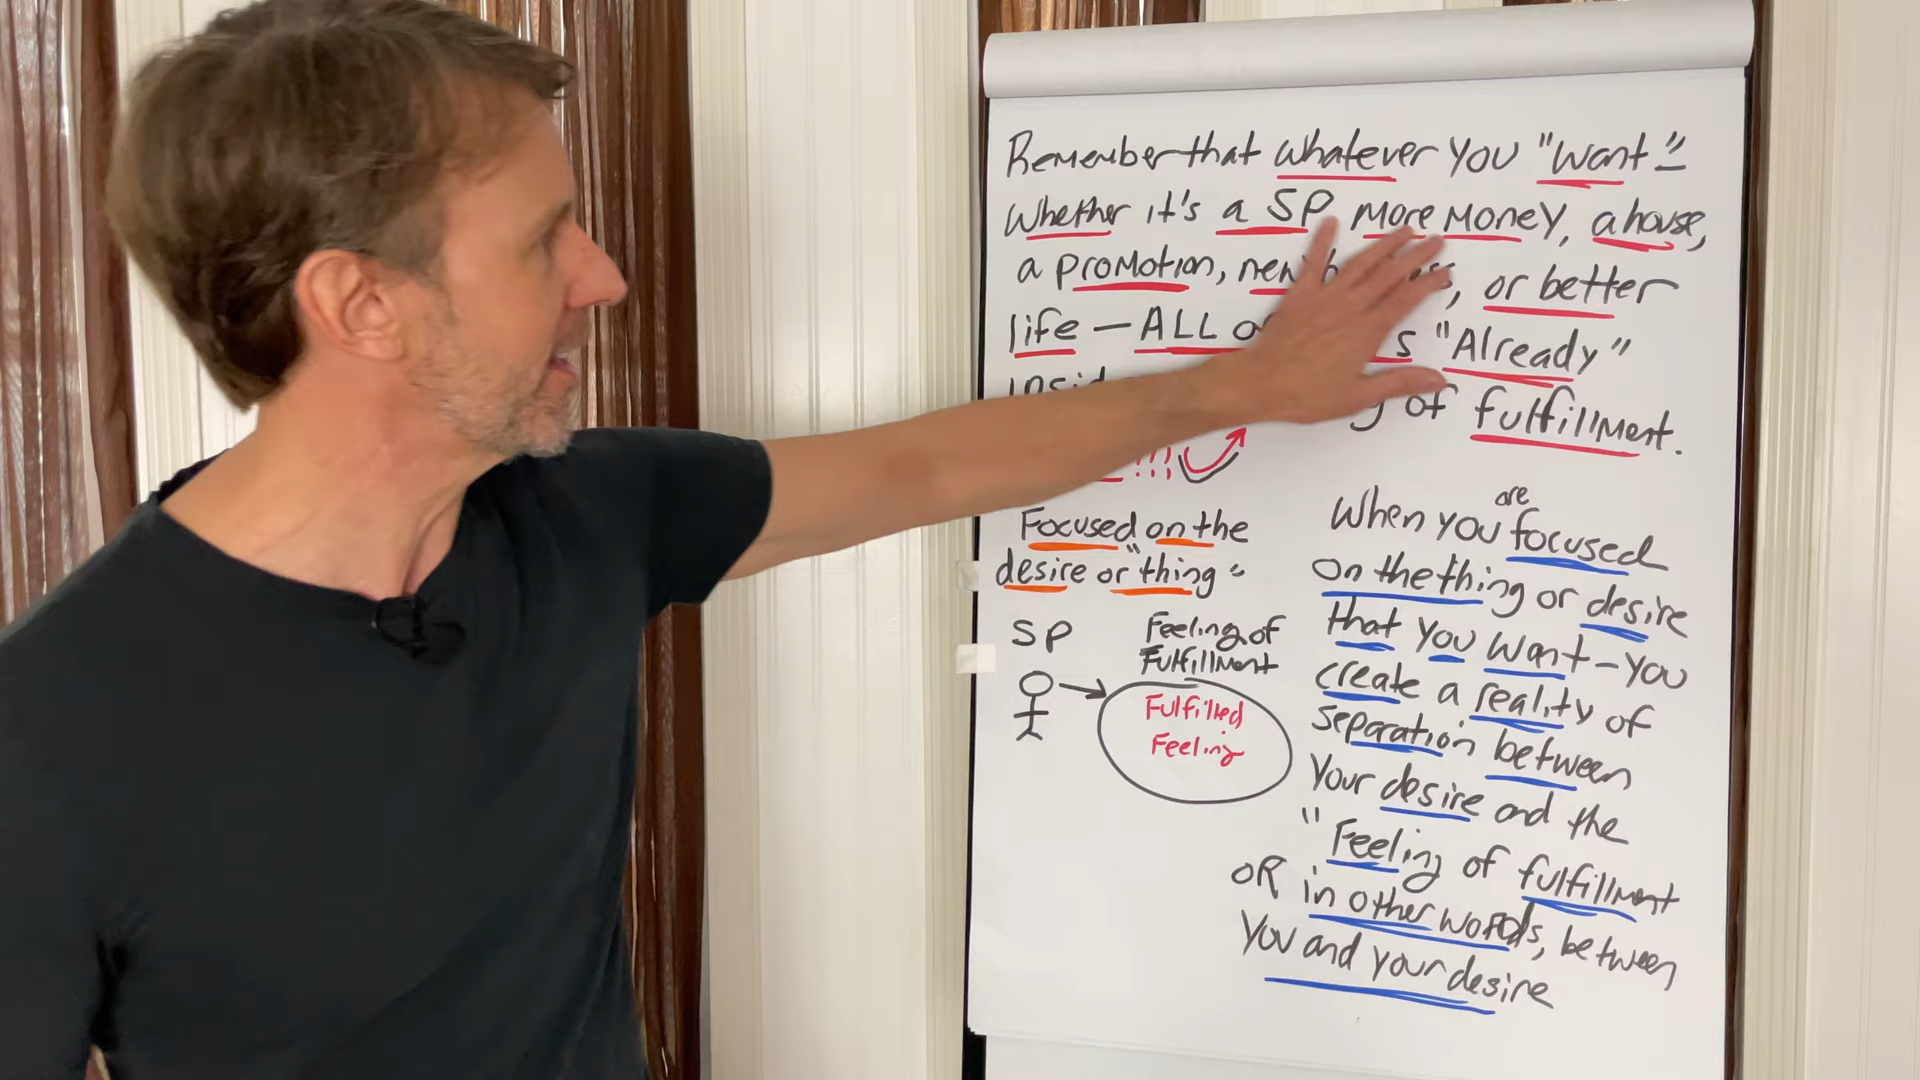 Remember that whatever you "want"
Whether it's a SP More Money, a house,
a promotion, new or better
life — ALL "Already"
of fulfillment.
!!!
Focused on the
desire or "thing"
SP
Feeling of
Fulfillment
Fulfilled
Feeling
are
When you focused
on the thing or desire
that you want - you
create a reality of
separation between
your desire and the
"Feeling of fulfillment
OR in other words, between
You and your desire